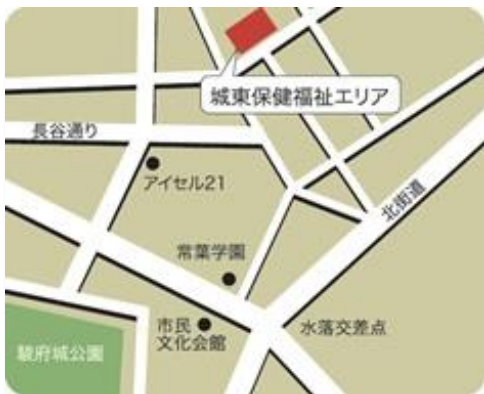 城東保健福祉エリア
長谷通り
アイセル21
北街道
常葉学園
市民
文化会館
水落交差点
駿府城公園